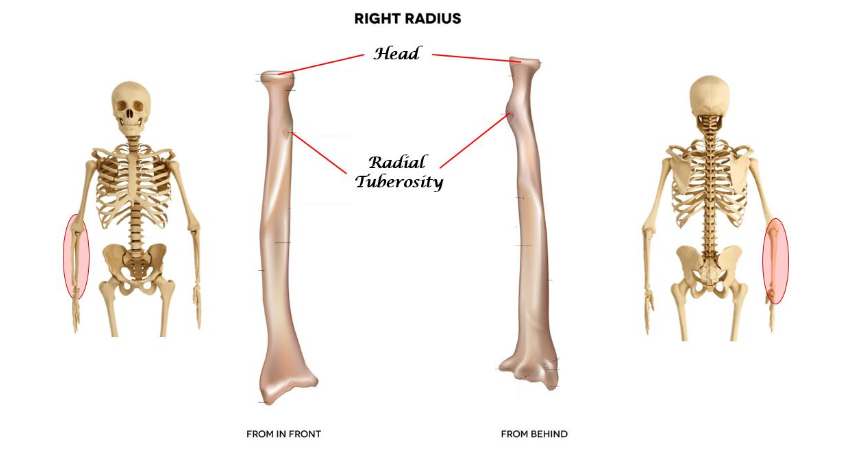 RIGHT RADIUS
Head
Radial
Tuberosity
FROM IN FRONT
FROM BEHIND